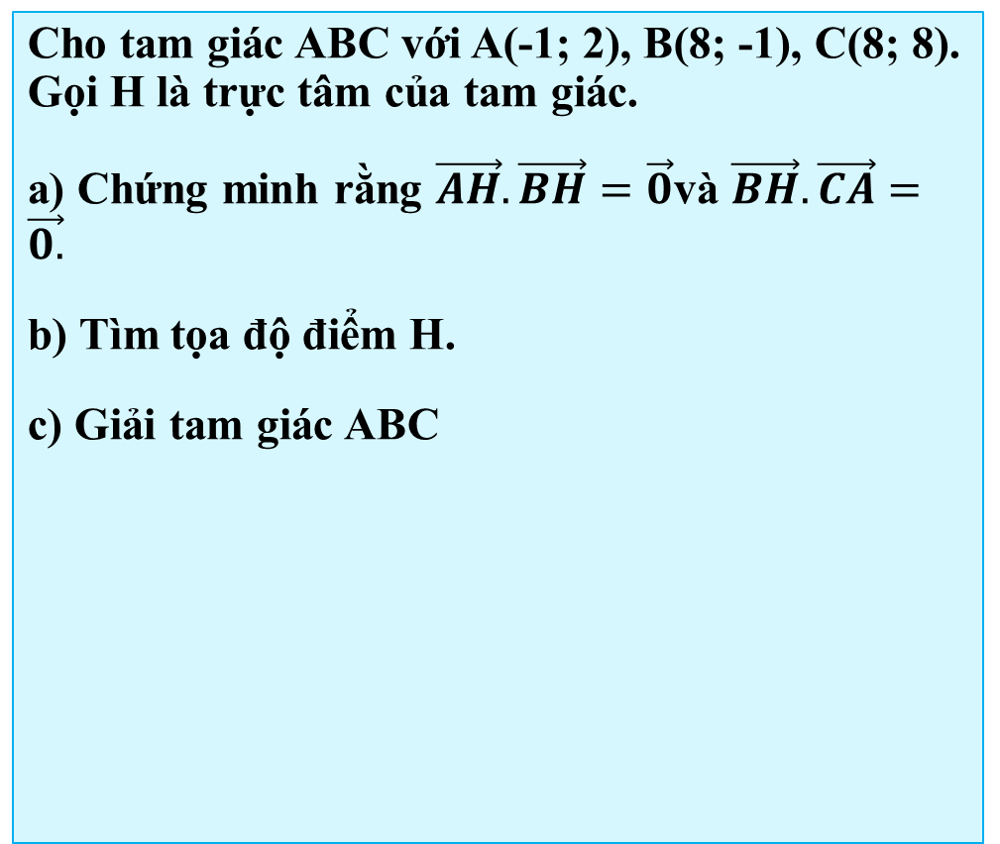 Cho tam giác ABC với A(-1; 2), B(8; -1), C(8; 8).
Gọi H là trực tâm của tam giác.
a) Chứng minh rằng $\overrightarrow{AH}.\overrightarrow{BH} = \vec{0}$và $\overrightarrow{BH}.\overrightarrow{CA} =$
$\vec{0}$.
b) Tìm tọa độ điểm H.
c) Giải tam giác ABC